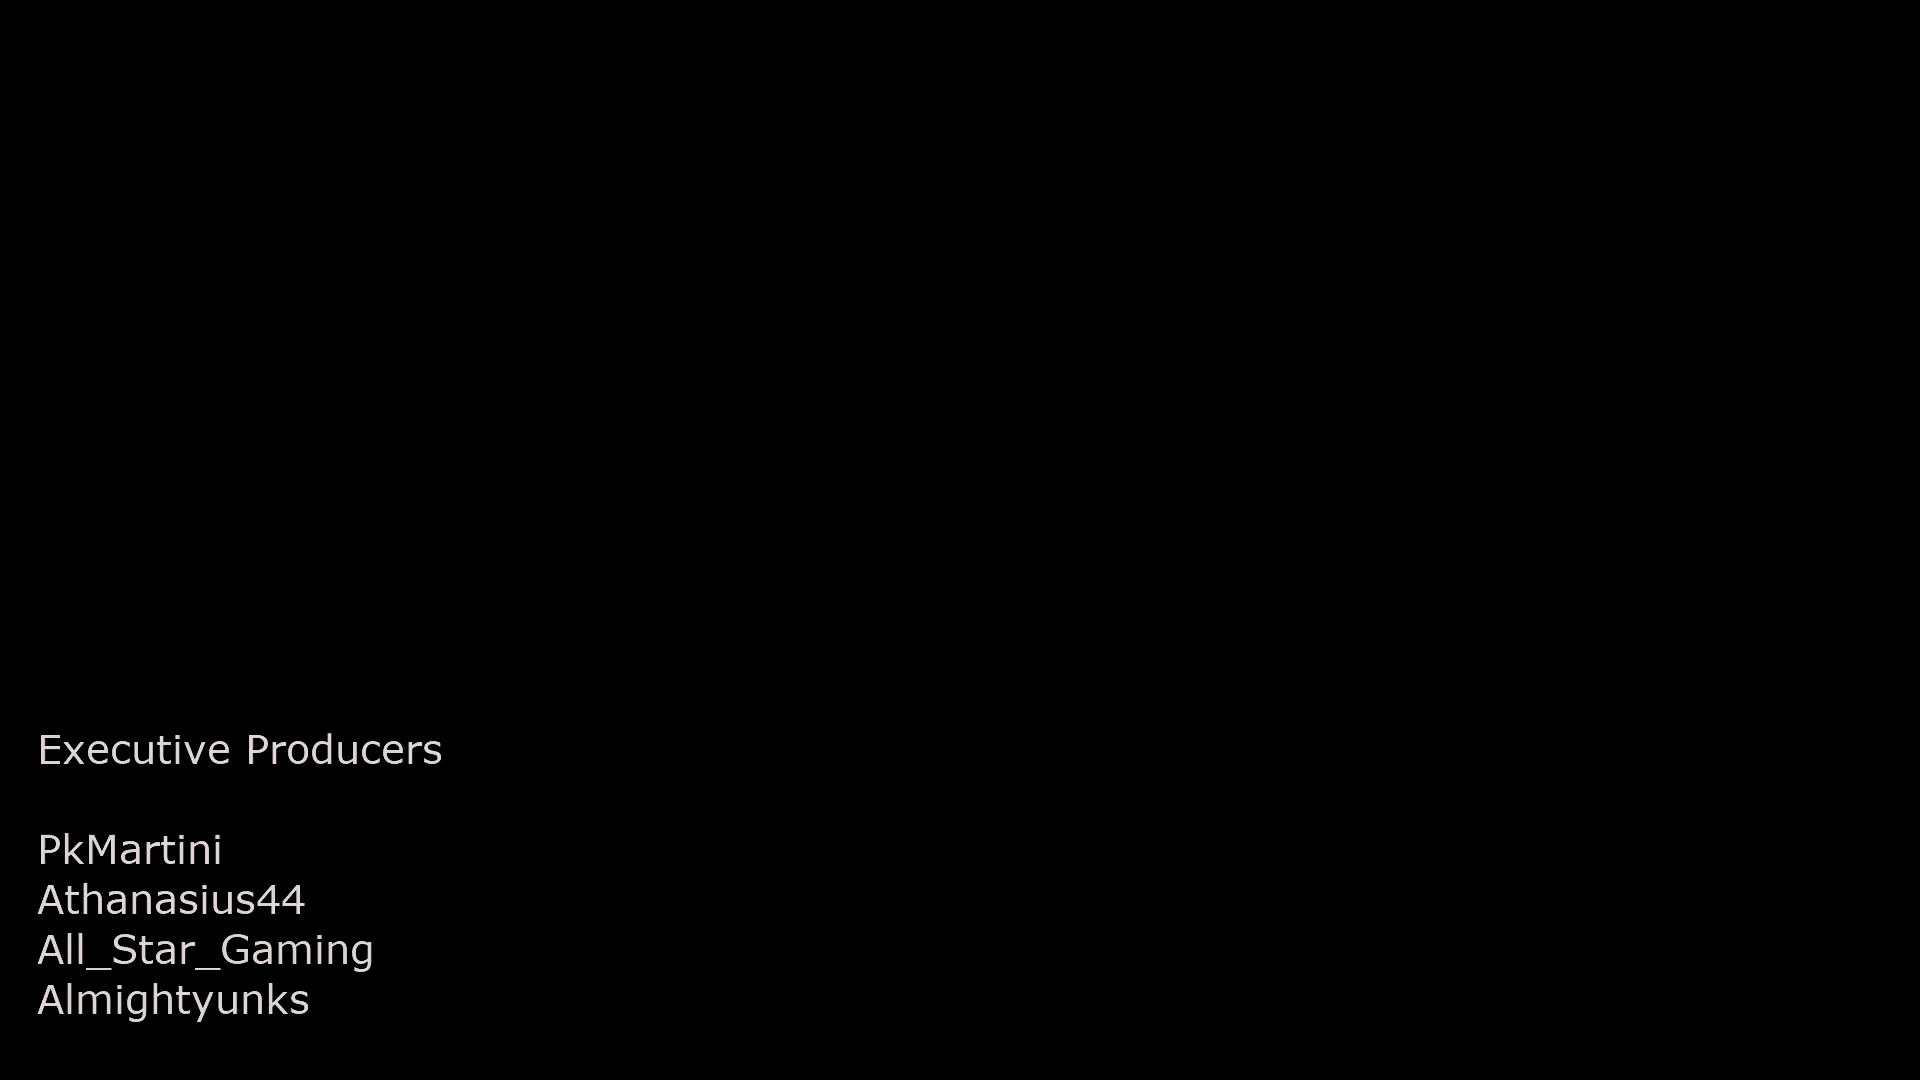 Executive Producers
PkMartini
Athanasius44
All_Star_Gaming
Almightyunks